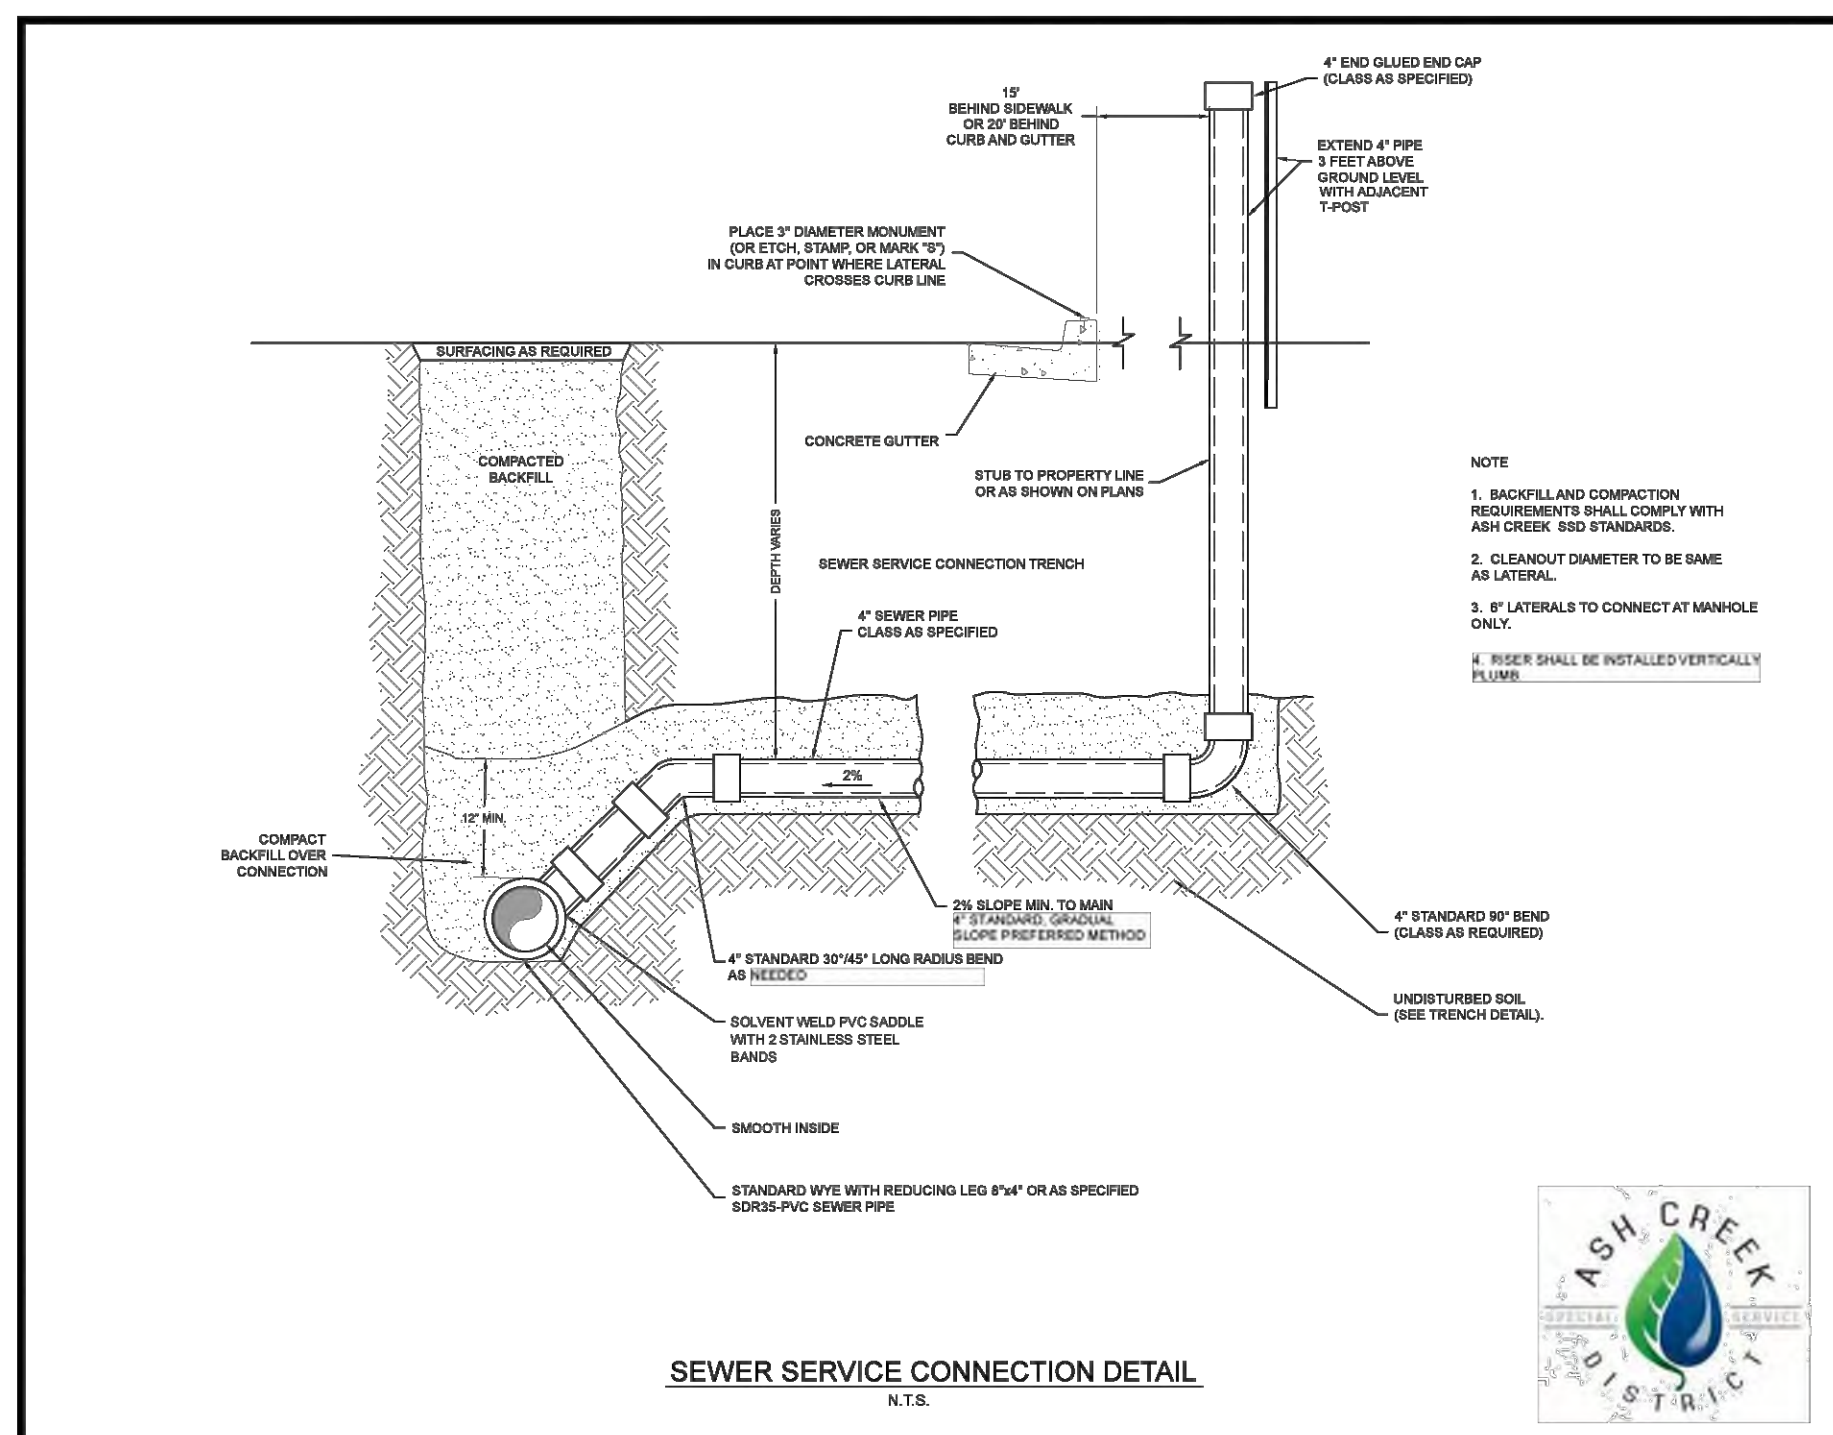 4" END GLUED END CAP
(CLASS AS SPECIFIED)
15'
BEHIND SIDEWALK
OR 20' BEHIND
CURB AND GUTTER
EXTEND 4" PIPE
3 FEET ABOVE
GROUND LEVEL
WITH ADJACENT
T-POST
PLACE 3" DIAMETER MONUMENT
(OR ETCH, STAMP, OR MARK "S")
IN CURB AT POINT WHERE LATERAL
CROSSES CURB LINE
SURFACING AS REQUIRED
CONCRETE GUTTER
COMPACTED
BACKFILL
STUB TO PROPERTY LINE
OR AS SHOWN ON PLANS
DEPTH VARIES
SEWER SERVICE CONNECTION TRENCH
4" SEWER PIPE
CLASS AS SPECIFIED
NOTE
1. BACKFILL AND COMPACTION
REQUIREMENTS SHALL COMPLY WITH
ASH CREEK SSD STANDARDS.
2. CLEANOUT DIAMETER TO BE SAME
AS LATERAL.
3. 6" LATERALS TO CONNECT AT MANHOLE
ONLY.
4. RISER SHALL BE INSTALLED VERTICALLY
PLUMB
2%
12" MIN.
COMPACT
BACKFILL OVER
CONNECTION
2% SLOPE MIN. TO MAIN
4" STANDARD, GRADUAL
SLOPE PREFERRED METHOD
4" STANDARD 90° BEND
(CLASS AS REQUIRED)
4" STANDARD 30°/45° LONG RADIUS BEND
AS NEEDED
UNDISTURBED SOIL
(SEE TRENCH DETAIL).
SOLVENT WELD PVC SADDLE
WITH 2 STAINLESS STEEL
BANDS
SMOOTH INSIDE
STANDARD WYE WITH REDUCING LEG 8"x4" OR AS SPECIFIED
SDR35-PVC SEWER PIPE
ASH CREEK
SPECIAL SERVICE
DISTRICT
SEWER SERVICE CONNECTION DETAIL
N.T.S.